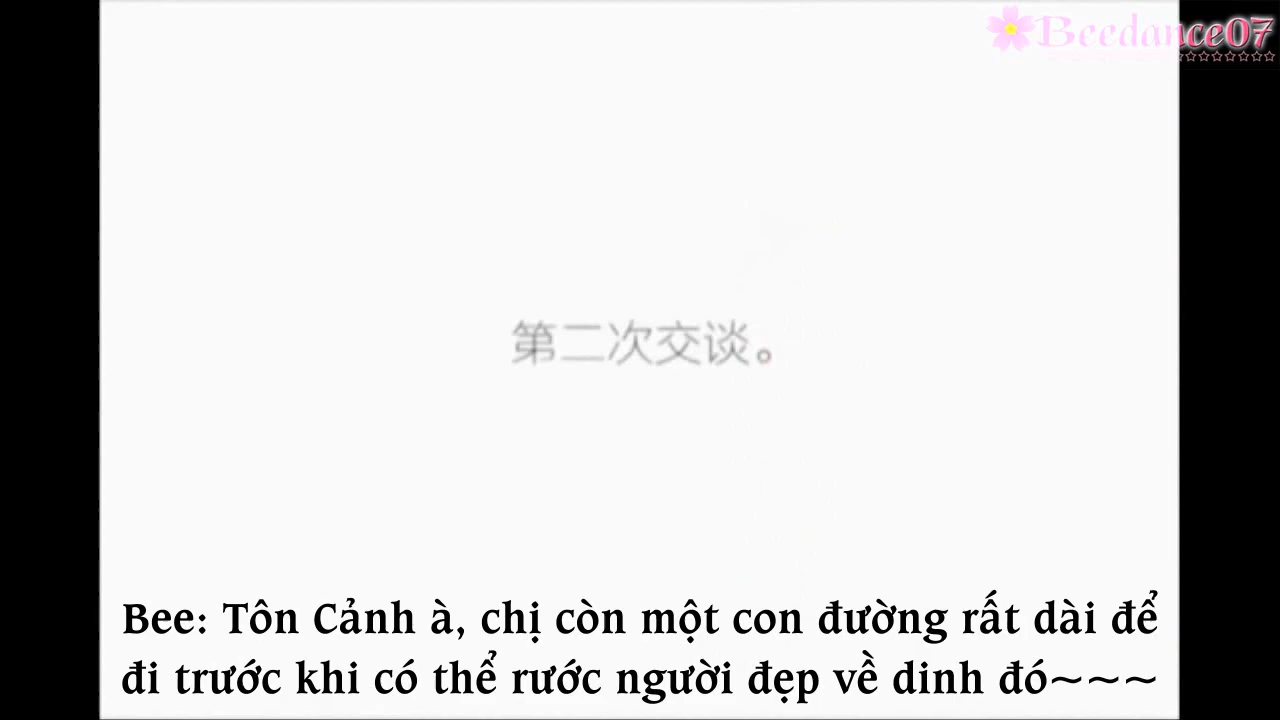 Beedance07
☆☆☆☆☆☆☆☆☆☆
第二次交谈。
Bee: Tôn Cảnh à, chị còn một con đường rất dài để
đi trước khi có thể rước người đẹp về dinh đó~~~